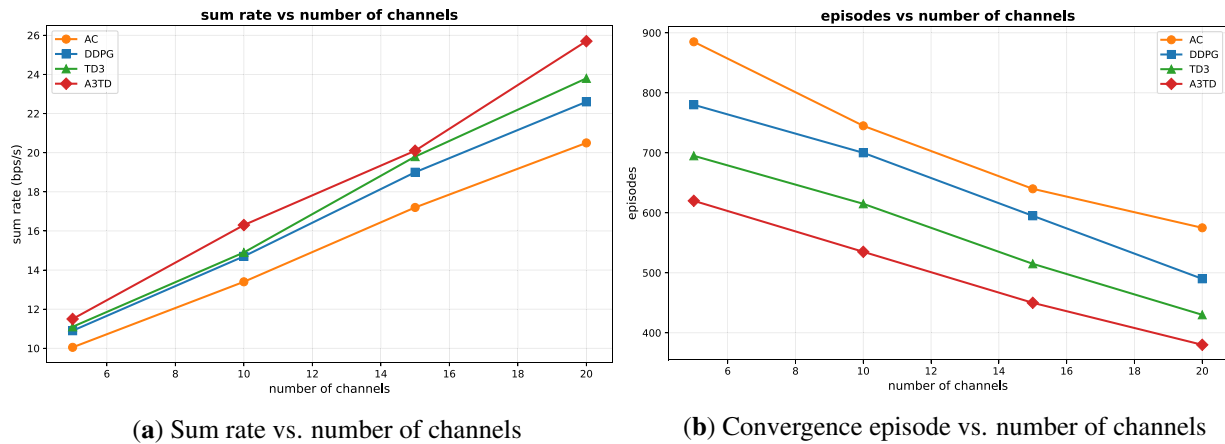 sum rate vs number of channels
26
24
22
20
18
16
14
12
10
sum rate (bps/s)
AC
DDPG
TD3
A3TD
6
8
10
12
14
16
18
20
number of channels
(a) Sum rate vs. number of channels
episodes vs number of channels
900
800
700
600
500
400
episodes
AC
DDPG
TD3
A3TD
6
8
10
12
14
16
18
20
number of channels
(b) Convergence episode vs. number of channels